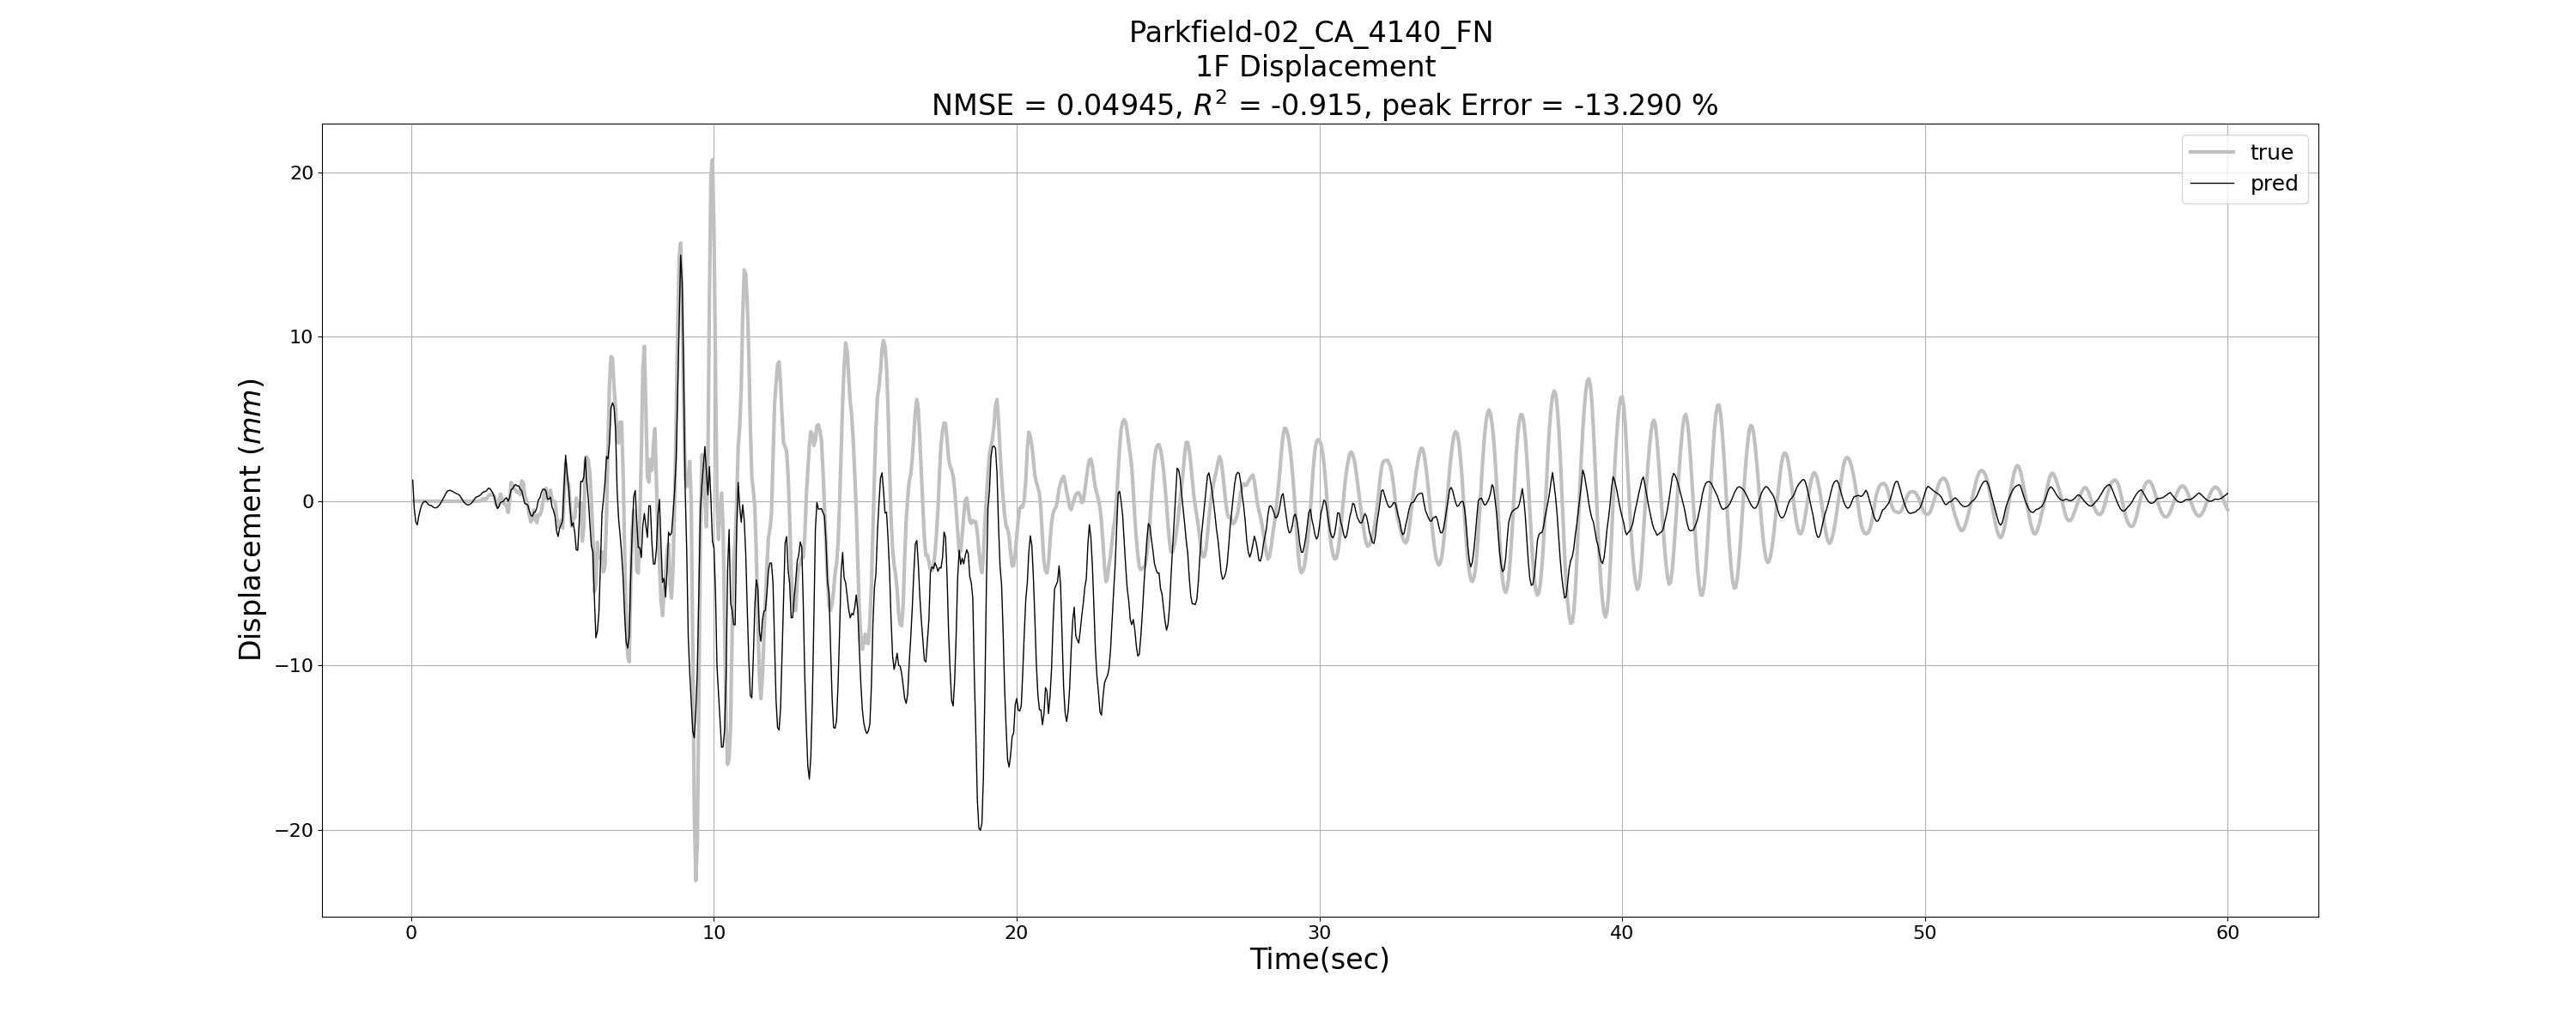 Parkfield-02_CA_4140_FN
1F Displacement
NMSE = 0.04945, R² = -0.915, peak Error = -13.290 %
true
pred
20
10
0
−10
−20
Displacement (mm)
0 10 20 30 40 50 60
Time(sec)